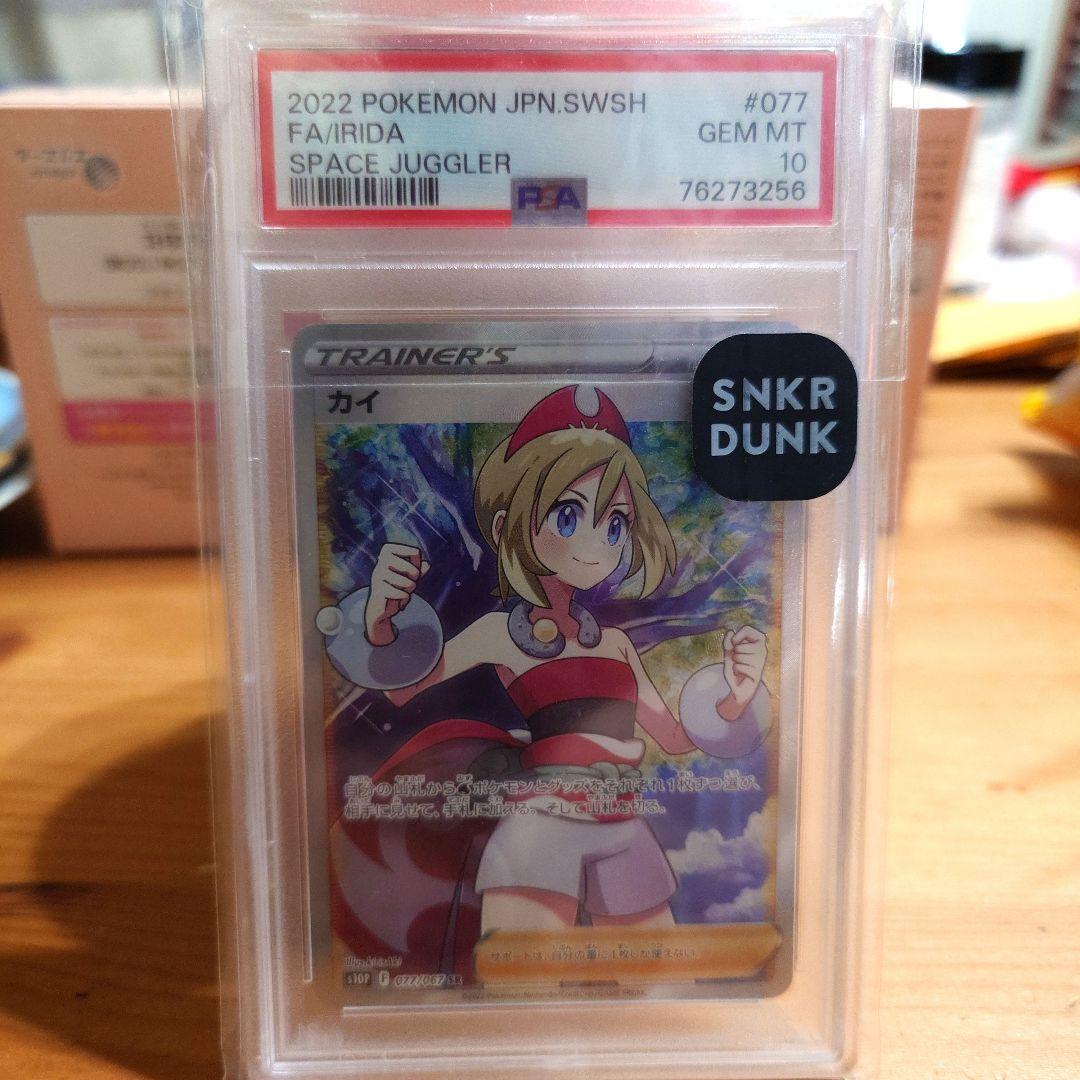 2022 POKEMON JPN.SWSH #077
FA/IRIDA GEM MT
SPACE JUGGLER 10
PSA 76273256
TRAINER'S
カイ
SNKR
DUNK
自分の山札からポケモンとグッズをそれぞれ1枚ずつ選び、
相手に見せて、手札に加える。そして山札を切る。
サポートは、自分の番に1枚しか使えない。
s10P F 077/067 SR